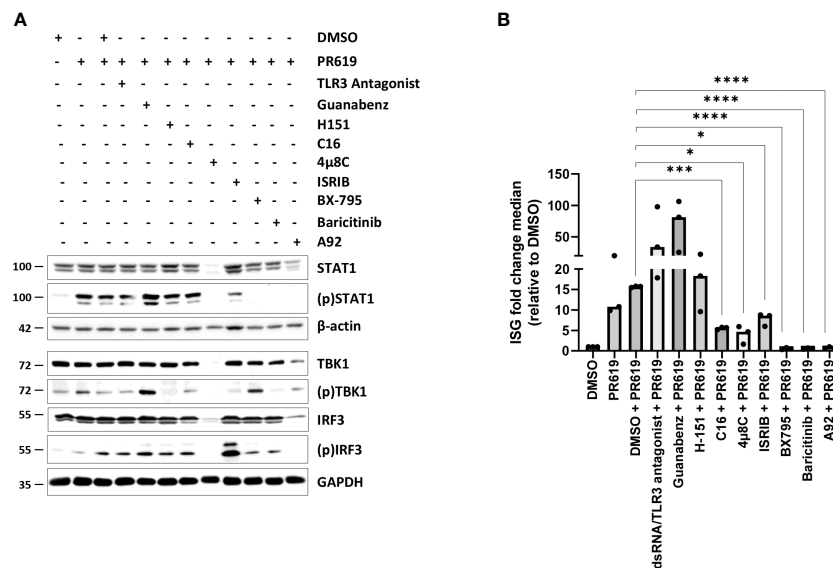 A
+ - + - - - - - - - - - DMSO
- + + + + + + + + + + + PR619
- - - + - - - - - - - - TLR3 Antagonist
- - - - + - - - - - - - Guanabenz
- - - - - + - - - - - - H151
- - - - - - + - - - - - C16
- - - - - - - + - - - - 4µ8C
- - - - - - - - + - - - ISRIB
- - - - - - - - - + - - BX-795
- - - - - - - - - - + - Baricitinib
- - - - - - - - - - - + A92
100 STAT1
100 (p)STAT1
42 β-actin
72 TBK1
72 (p)TBK1
55 IRF3
55 (p)IRF3
35 GAPDH
B
****
****
****
*
*
***
ISG fold change median
(relative to DMSO)
150
100
50
20
15
10
5
0
DMSO
PR619
DMSO + PR619
dsRNA/TLR3 antagonist + PR619
Guanabenz + PR619
H-151 + PR619
C16 + PR619
4µ8C + PR619
ISRIB + PR619
BX795 + PR619
Baricitinib + PR619
A92 + PR619